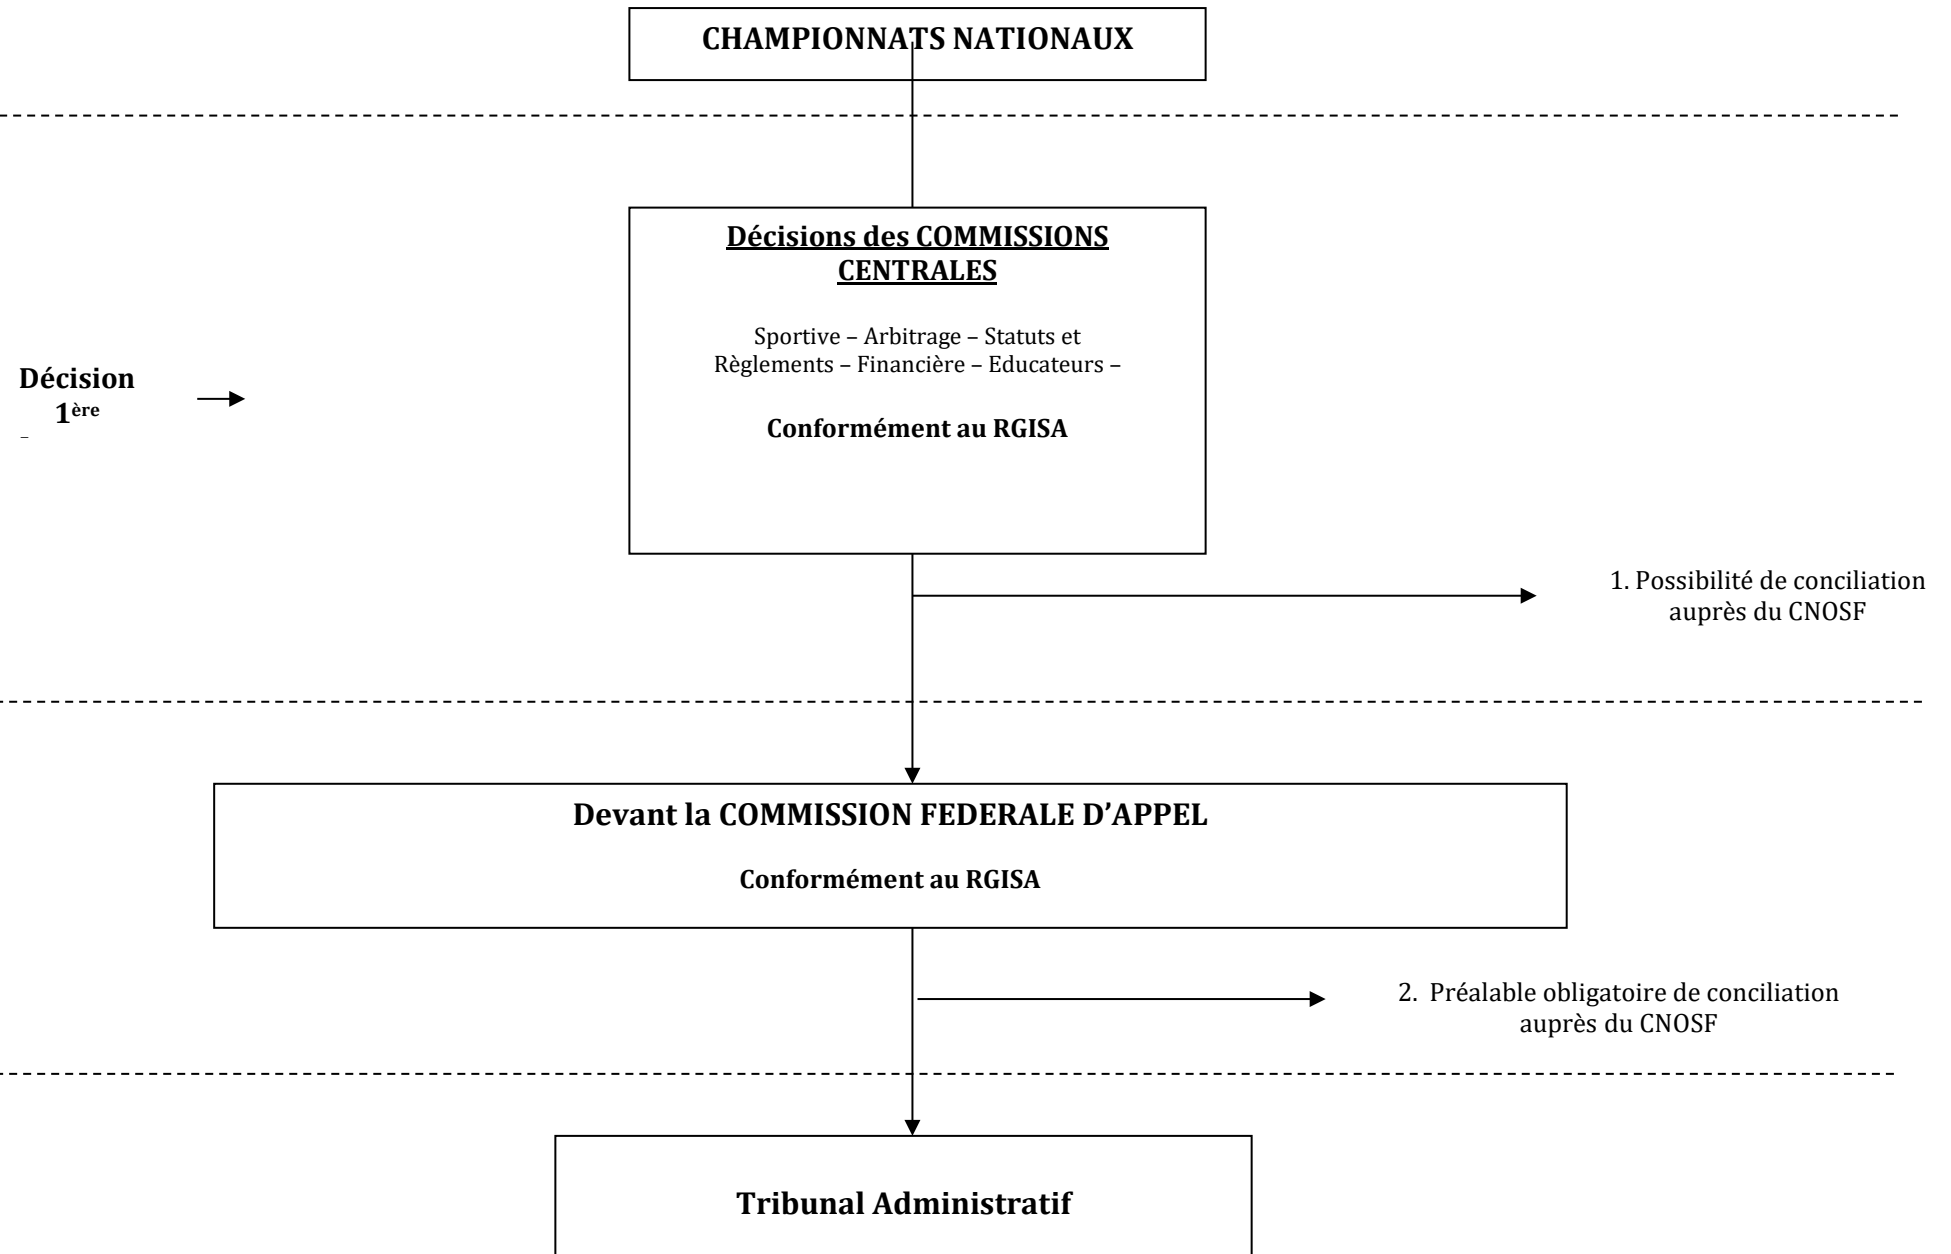 CHAMPIONNATS NATIONAUX
Décisions des COMMISSIONS
CENTRALES
Sportive – Arbitrage – Statuts et
Règlements – Financière – Educateurs –
Conformément au RGISA
Décision
1ère
1. Possibilité de conciliation
auprès du CNOSF
Devant la COMMISSION FEDERALE D’APPEL
Conformément au RGISA
2. Préalable obligatoire de conciliation
auprès du CNOSF
Tribunal Administratif